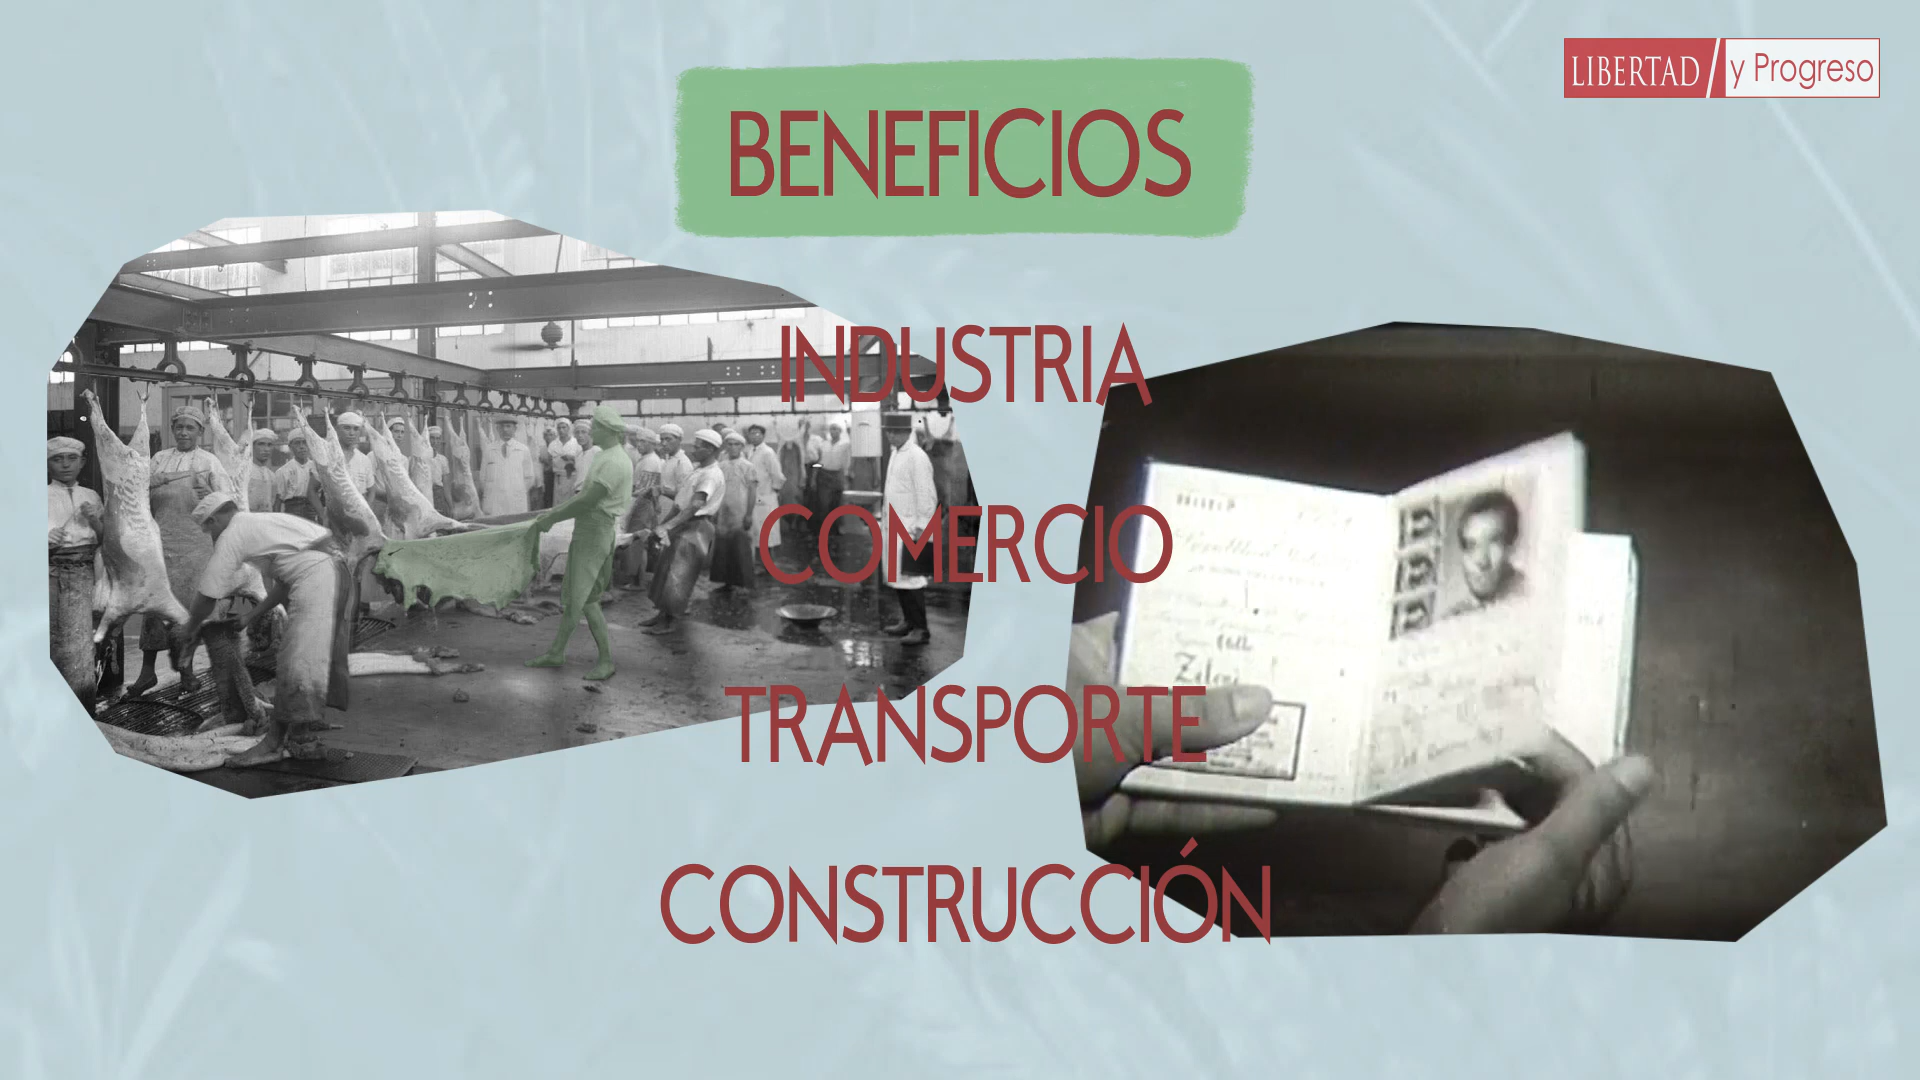 LIBERTAD y Progreso
BENEFICIOS
INDUSTRIA
COMERCIO
TRANSPORTE
CONSTRUCCIÓN